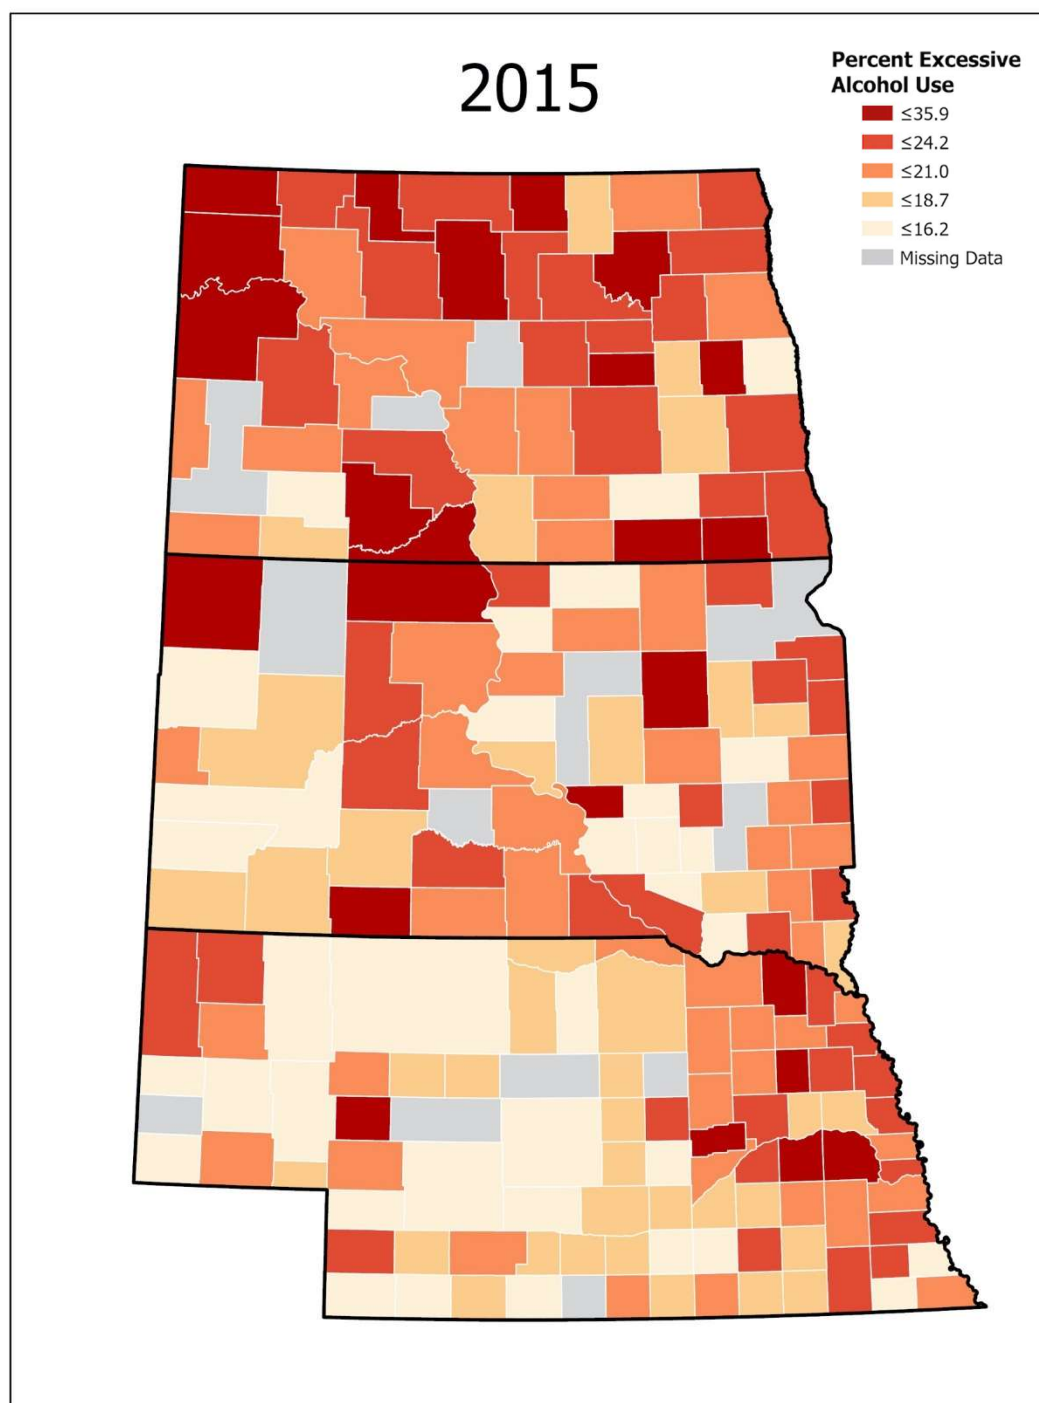 2015
Percent Excessive
Alcohol Use
≤35.9
≤24.2
≤21.0
≤18.7
≤16.2
Missing Data